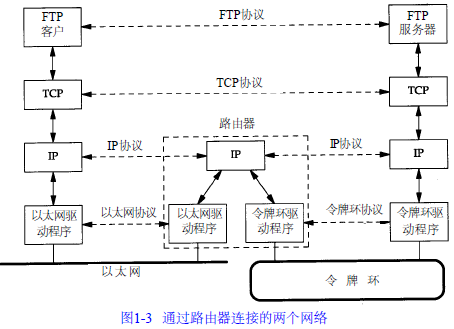 FTP
客户
FTP协议
FTP
服务器
TCP
TCP协议
TCP
路由器
IP
IP协议
IP
IP协议
IP
以太网驱
动程序
以太网协议
以太网驱
动程序
令牌环驱
动程序
令牌环协议
令牌环驱
动程序
以太网
令牌环
图1-3 通过路由器连接的两个网络